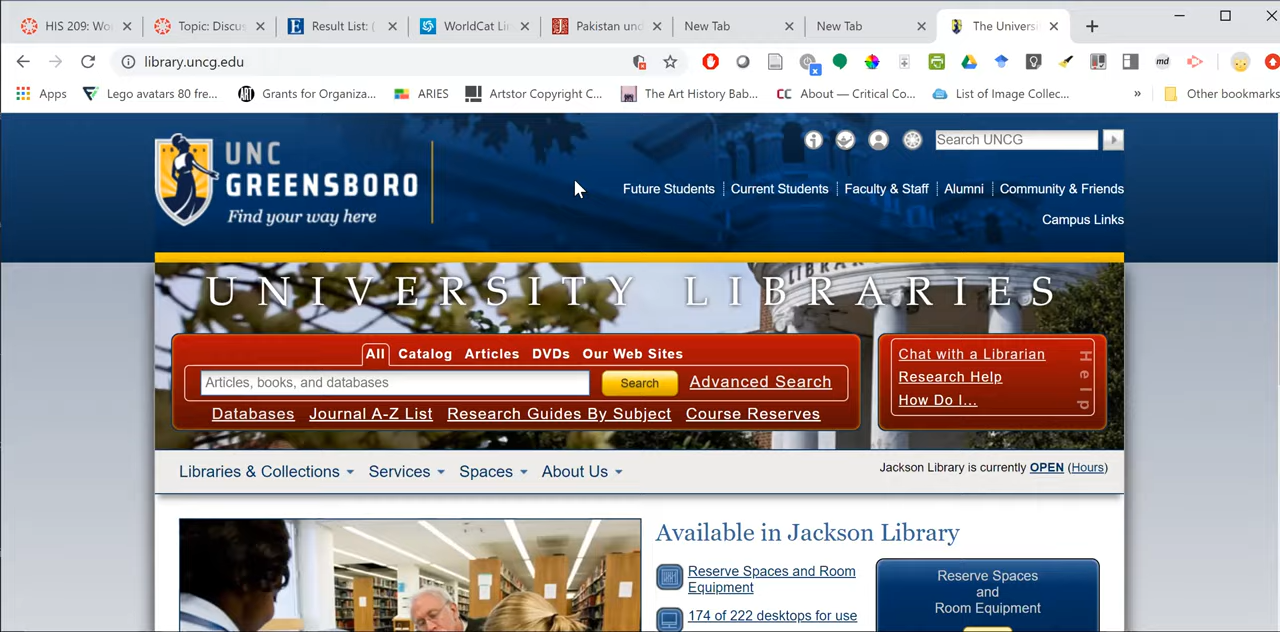 HIS 209: Wo
Topic: Discus
Result List: (
WorldCat Lin
Pakistan und
New Tab
New Tab
The Universi
library.uncg.edu
md
Apps
Lego avatars 80 fre...
Grants for Organiza...
ARIES
Artstor Copyright C...
The Art History Bab...
CC About — Critical Co...
List of Image Collec...
»
Other bookmarks
UNC
GREENSBORO
Find your way here
Search UNCG
Future Students
Current Students
Faculty & Staff
Alumni
Community & Friends
Campus Links
LIBRARIE
UNIVERSITY LIBRARIES
All Catalog Articles DVDs Our Web Sites
Articles, books, and databases
Search
Advanced Search
Databases Journal A-Z List Research Guides By Subject Course Reserves
Chat with a Librarian
Research Help
How Do I...
Help
Libraries & Collections
Services
Spaces
About Us
Jackson Library is currently OPEN (Hours)
Available in Jackson Library
Reserve Spaces and Room
Equipment
174 of 222 desktops for use
Reserve Spaces
and
Room Equipment